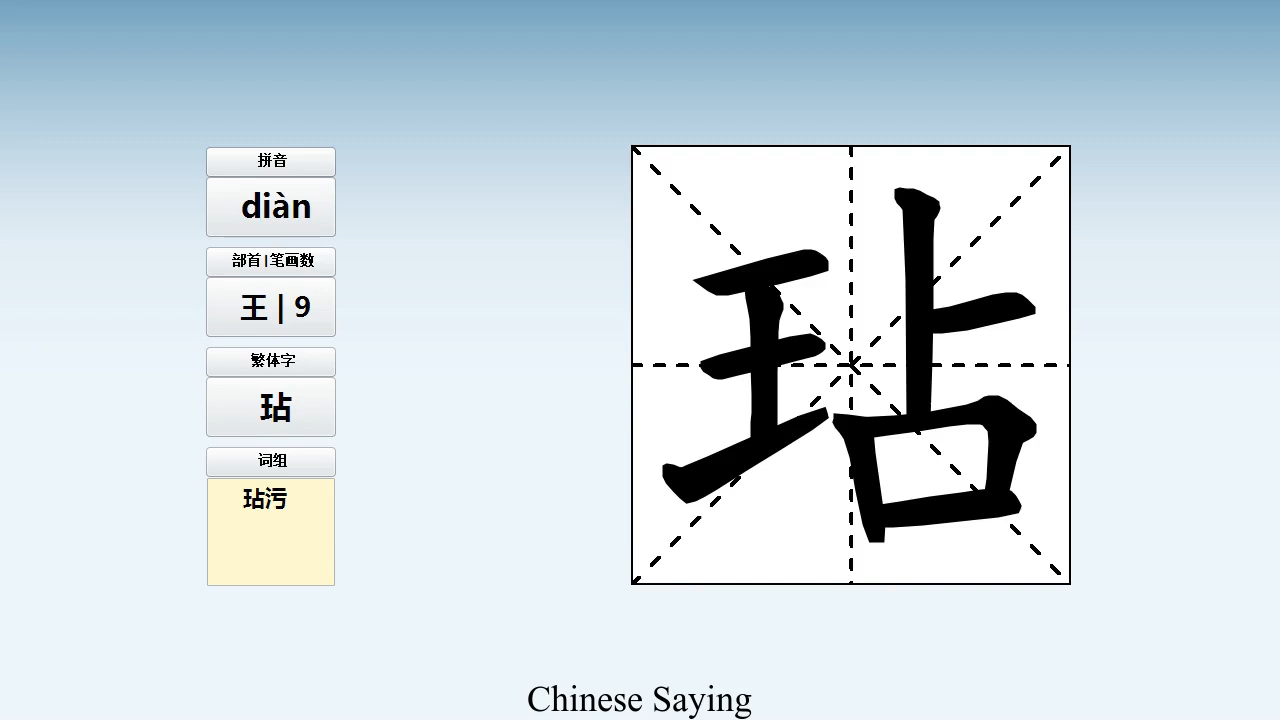 拼音
diàn
部首|笔画数
王 | 9
繁体字
玷
词组
玷污
玷
Chinese Saying